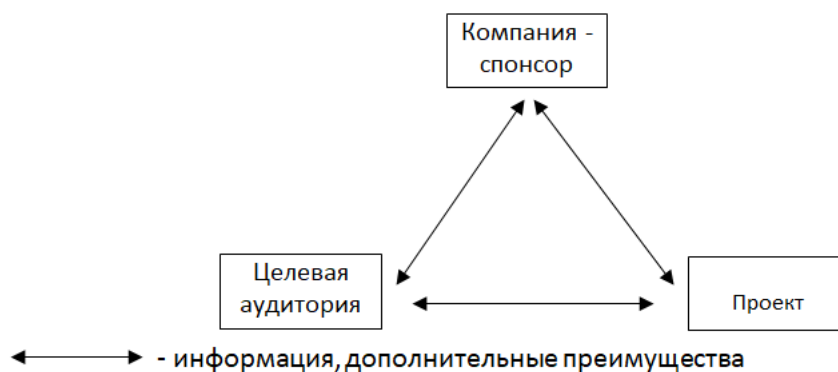 Компания -
спонсор
Целевая
аудитория
Проект
- информация, дополнительные преимущества